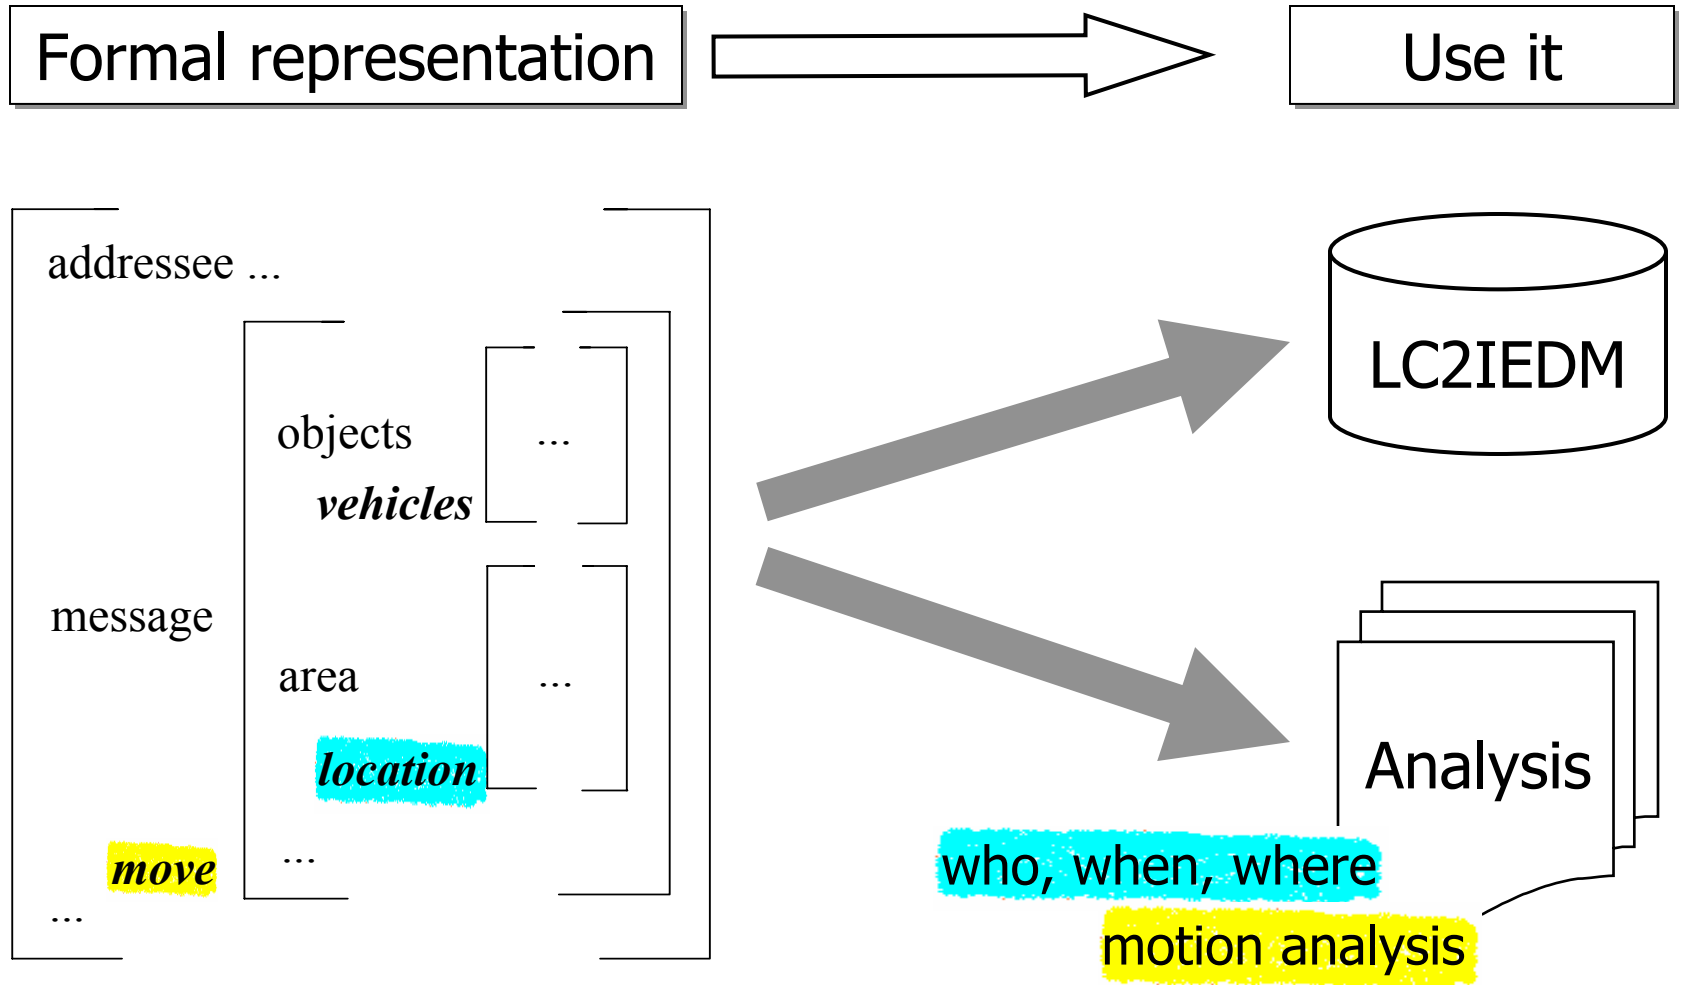 Formal representation
Use it
addressee ...
objects ...
vehicles
message
area ...
location
move
...
...
LC2IEDM
Analysis
who, when, where
motion analysis